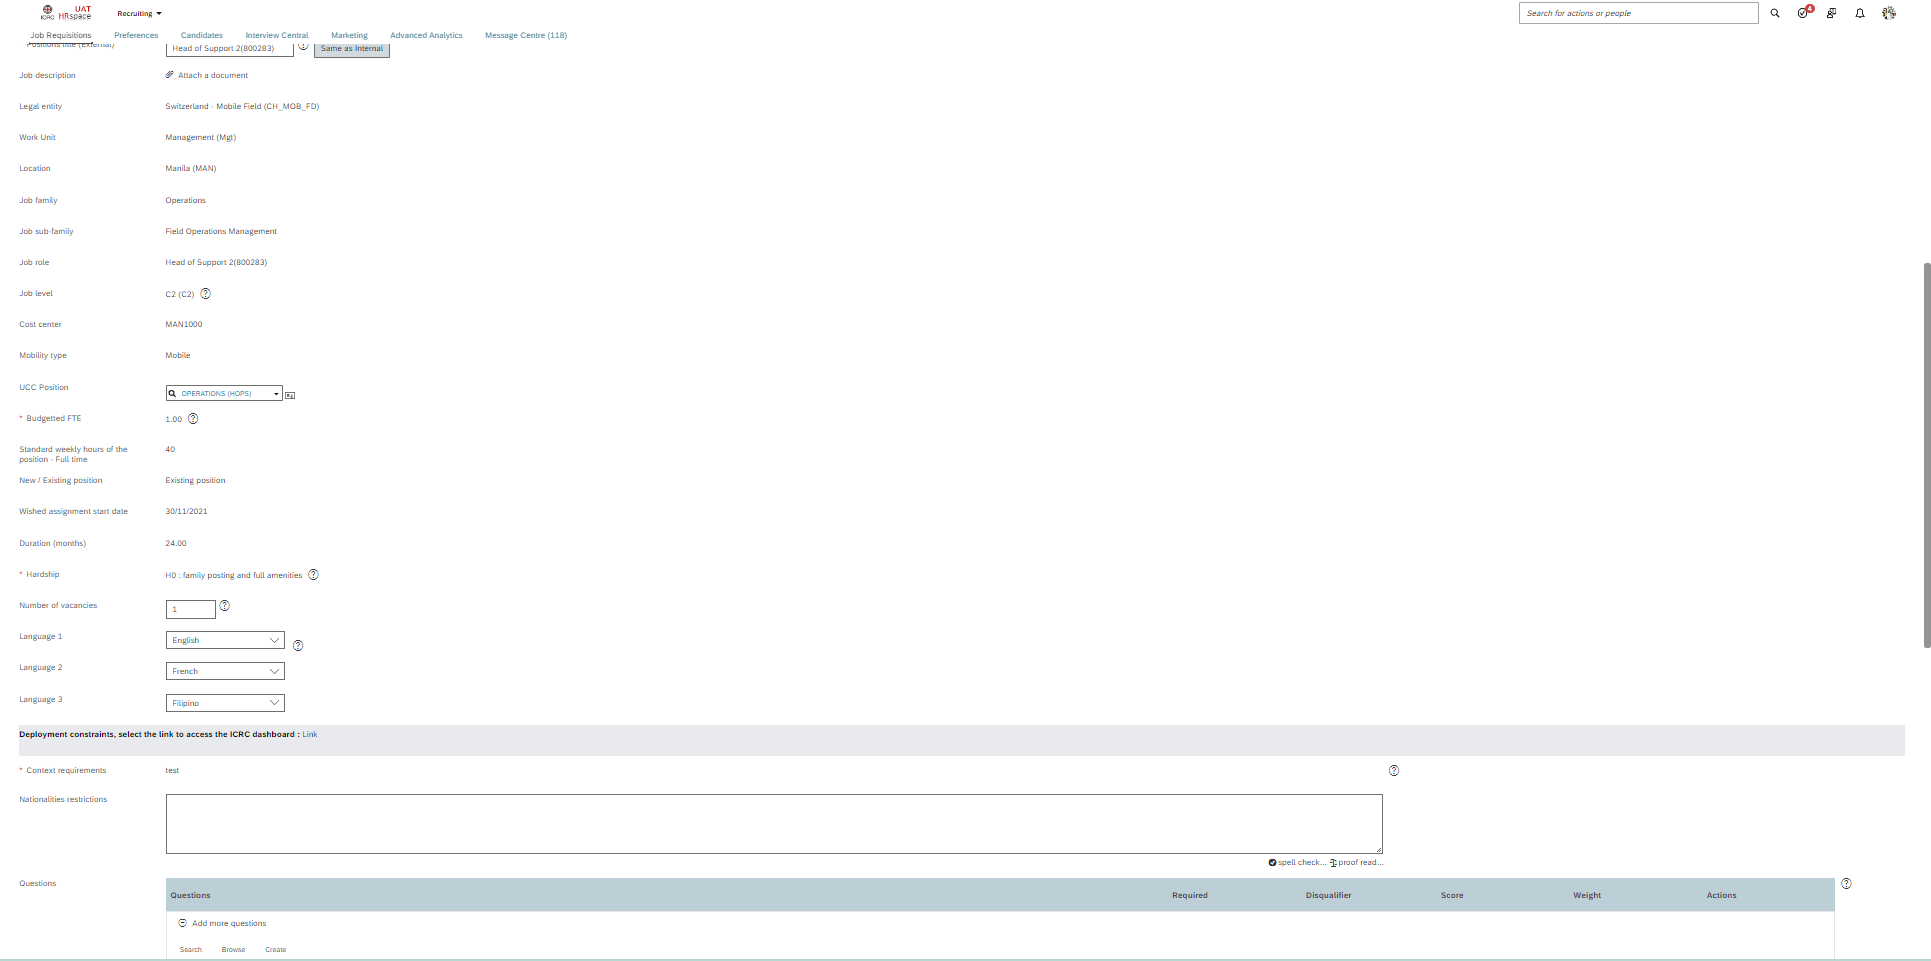 ICRC UAT HRspace Recruiting Search for actions or people 4
Job Requisitions Preferences Candidates Interview Central Marketing Advanced Analytics Message Centre (118)
Positions title (External) Head of Support 2(800283) Same as Internal
Job description Attach a document
Legal entity Switzerland - Mobile Field (CH_MOB_FD)
Work Unit Management (Mgt)
Location Manila (MAN)
Job family Operations
Job sub-family Field Operations Management
Job role Head of Support 2(800283)
Job level C2 (C2)
Cost center MAN1000
Mobility type Mobile
UCC Position OPERATIONS (HOPS)
* Budgetted FTE 1.00
Standard weekly hours of the 40
position - Full time
New / Existing position Existing position
Wished assignment start date 30/11/2021
Duration (months) 24.00
* Hardship H0 : family posting and full amenities
Number of vacancies 1
Language 1 English
Language 2 French
Language 3 Filipino
Deployment constraints, select the link to access the ICRC dashboard : Link
* Context requirements test
Nationalities restrictions
spell check... proof read...
Questions Questions Required Disqualifier Score Weight Actions
Add more questions
Search Browse Create